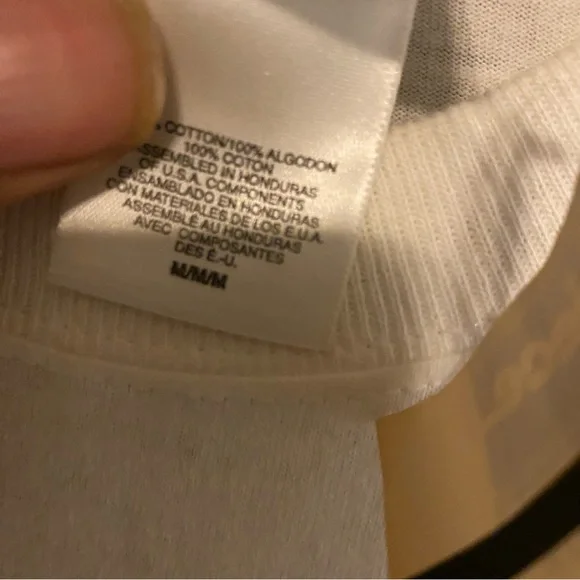 COTTON/100% ALGODON
100% COTON
ASSEMBLED IN HONDURAS
OF U.S.A. COMPONENTS
ENSAMBLADO EN HONDURAS
CON MATERIALES DE LOS E.U.A.
ASSEMBLÉ AU HONDURAS
AVEC COMPOSANTES
DES É.-U.
M/M/M